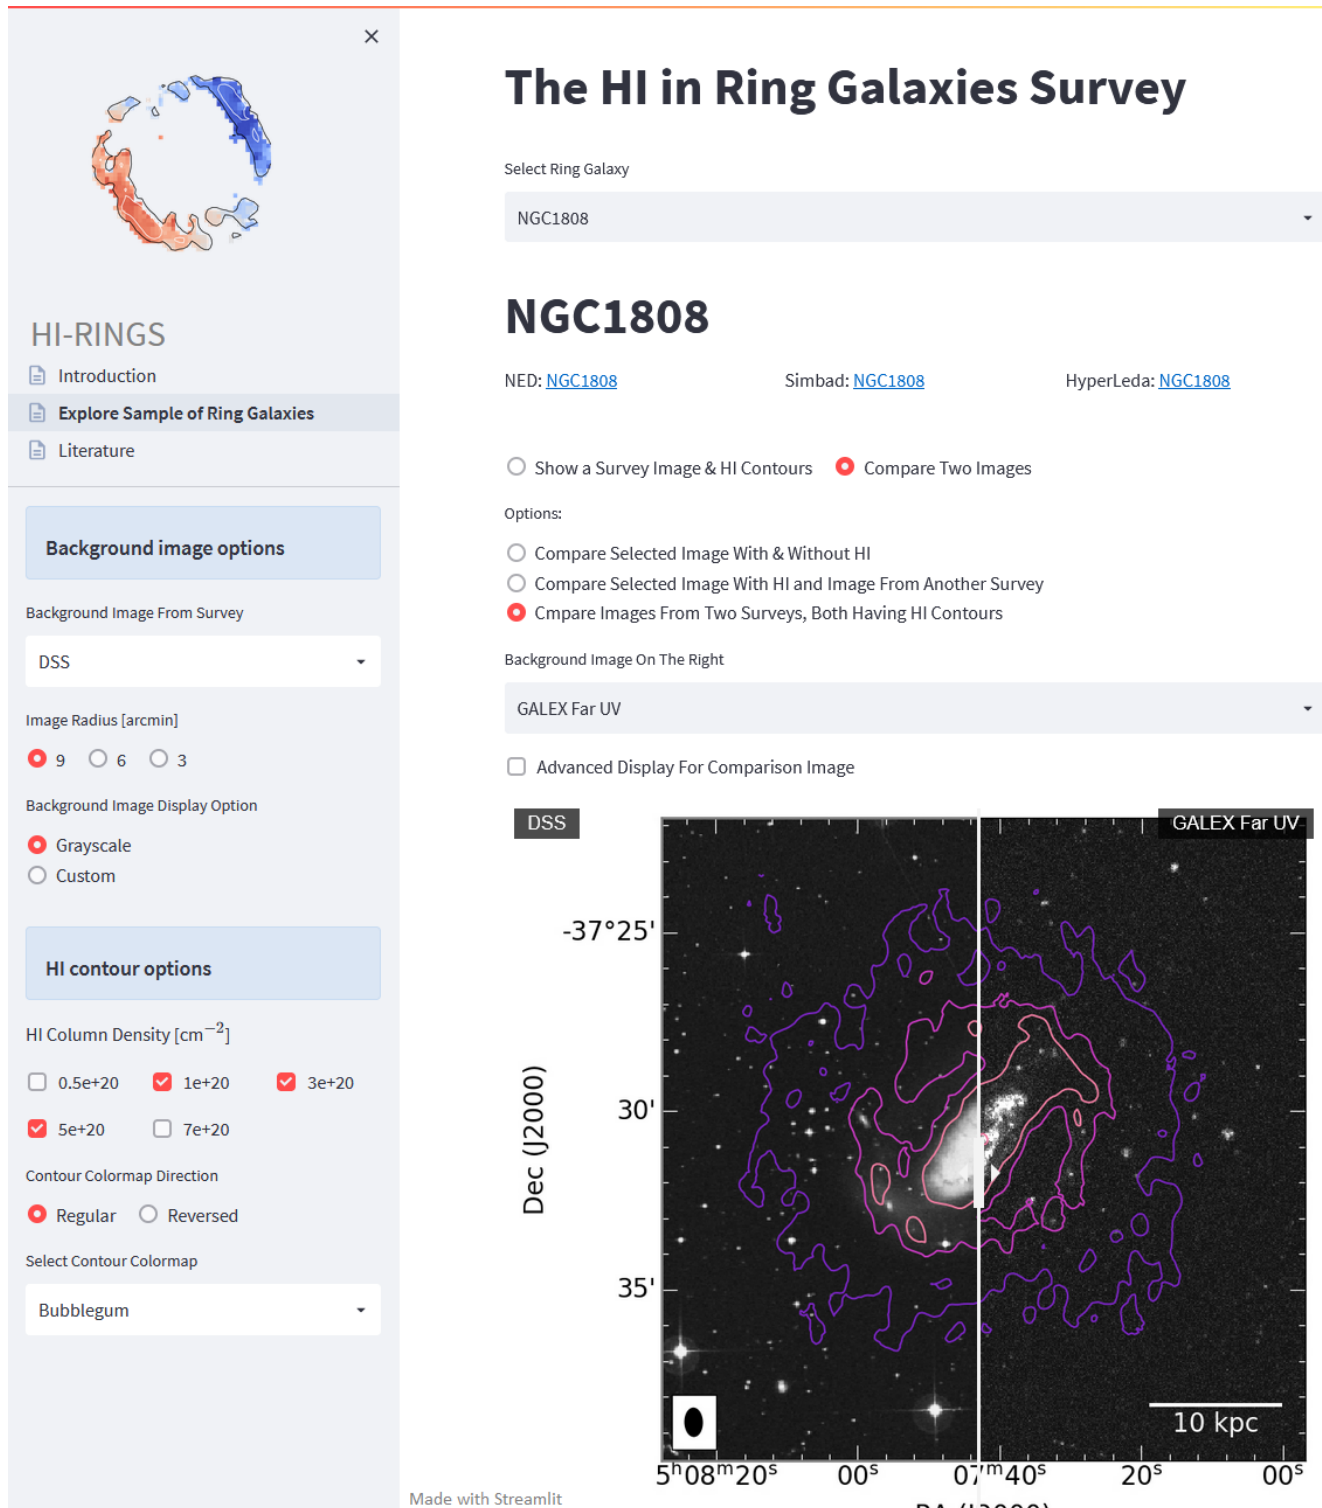 HI-RINGS
Introduction
Explore Sample of Ring Galaxies
Literature
Background image options
Background Image From Survey
DSS
Image Radius [arcmin]
9 6 3
Background Image Display Option
Grayscale
Custom
HI contour options
HI Column Density [cm⁻²]
0.5e+20 1e+20 3e+20
5e+20 7e+20
Contour Colormap Direction
Regular Reversed
Select Contour Colormap
Bubblegum
The HI in Ring Galaxies Survey
Select Ring Galaxy
NGC1808
NGC1808
NED: NGC1808 Simbad: NGC1808 HyperLeda: NGC1808
Show a Survey Image & HI Contours Compare Two Images
Options:
Compare Selected Image With & Without HI
Compare Selected Image With HI and Image From Another Survey
Cmpare Images From Two Surveys, Both Having HI Contours
Background Image On The Right
GALEX Far UV
Advanced Display For Comparison Image
DSS GALEX Far UV
-37°25'
30'
35'
Dec (J2000)
10 kpc
5ʰ08ᵐ20ˢ 00ˢ 07ᵐ40ˢ 20ˢ 00ˢ
Made with Streamlit